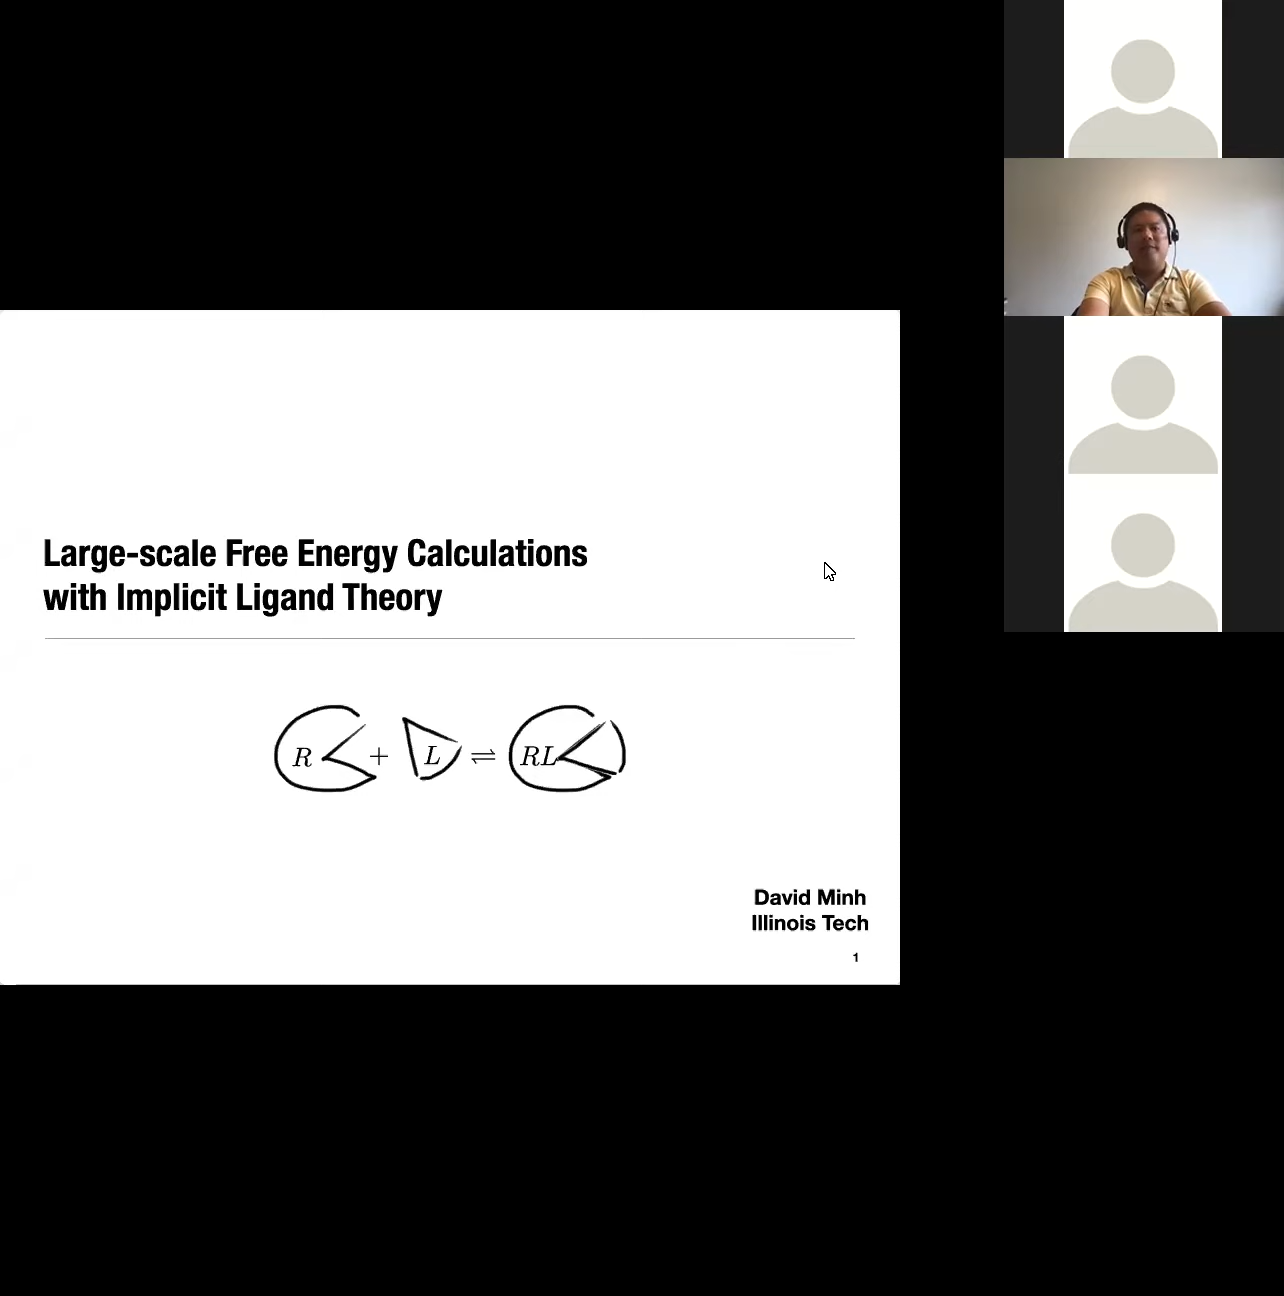 Large-scale Free Energy Calculations
with Implicit Ligand Theory
R + L ⇌ RL
David Minh
Illinois Tech
1